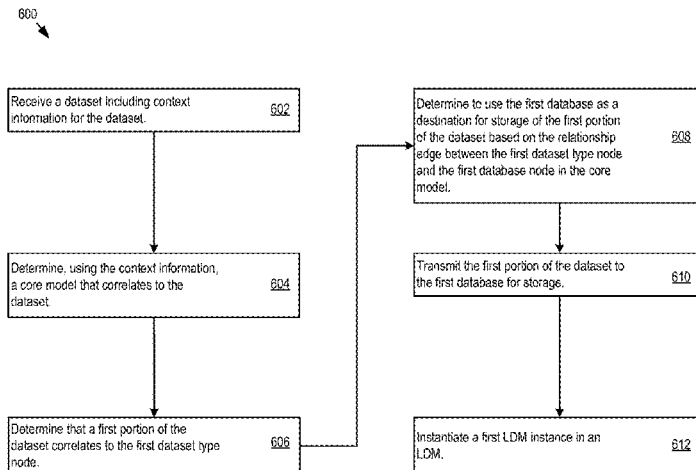 600
Receive a dataset including context
information for the dataset.
602
Determine, using the context information,
a core model that correlates to the
dataset.
604
Determine that a first portion of the
dataset correlates to the first dataset type
node.
606
Determine to use the first database as a
destination for storage of the first portion
of the dataset based on the relationship
edge between the first dataset type node
and the first database node in the core
model.
608
Transmit the first portion of the dataset to
the first database for storage.
610
Instantiate a first LDM instance in an
LDM.
612